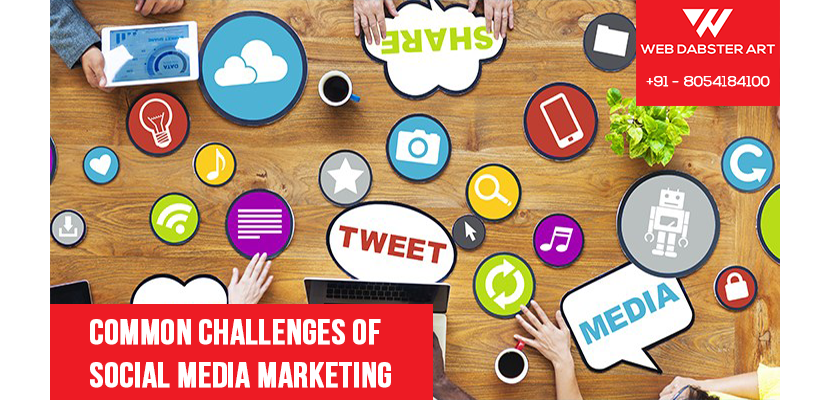 SHARE
WEB DABSTER ART
+91 - 8054184100
DATA
TWEET
MEDIA
COMMON CHALLENGES OF
SOCIAL MEDIA MARKETING